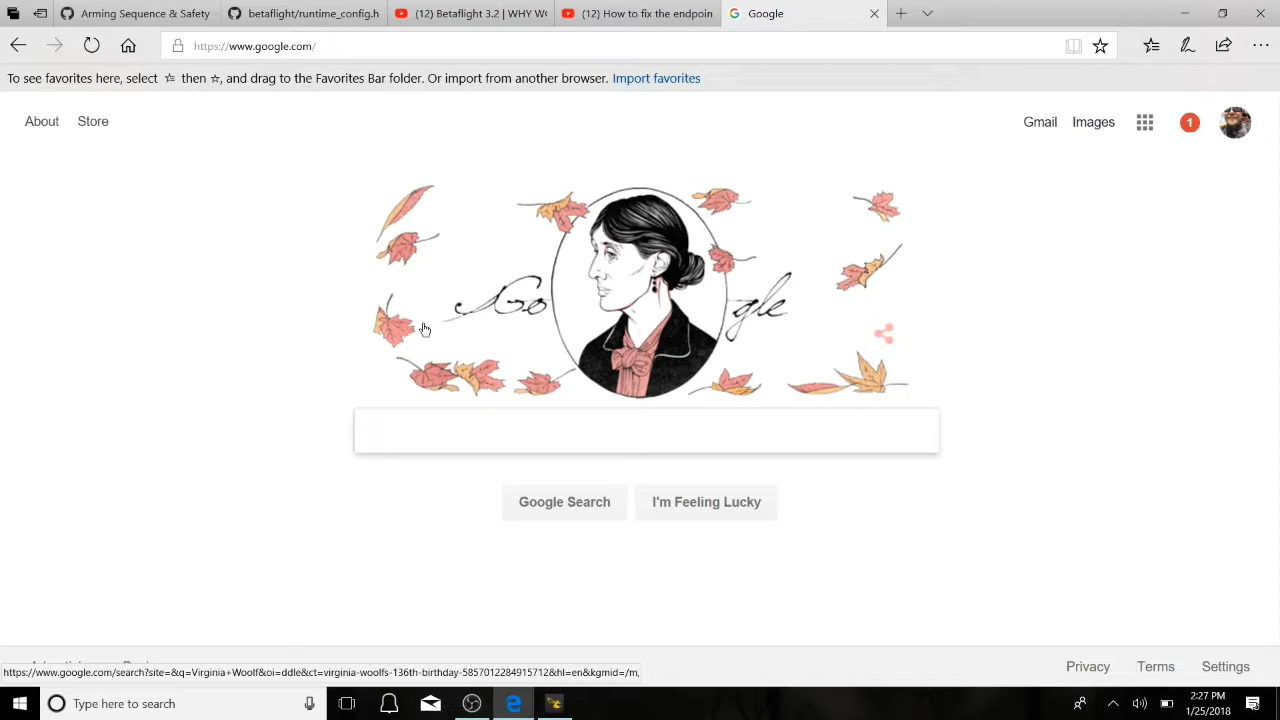 Arming Sequence & Safety
betaflight/runtime_config.h
(12) Betaflight 3.2 | WHY W
(12) How to fix the endpoin
Google
https://www.google.com/
To see favorites here, select ☆ then ☆, and drag to the Favorites Bar folder. Or import from another browser. Import favorites
About Store
Gmail Images 1
Go gle
Google Search I'm Feeling Lucky
Privacy Terms Settings
https://www.google.com/search?site=&q=Virginia+Woolf&oi=ddle&ct=virginia-woolfs-136th-birthday-5857012284915712&hl=en&kgmid=/m,
Type here to search
2:27 PM
1/25/2018